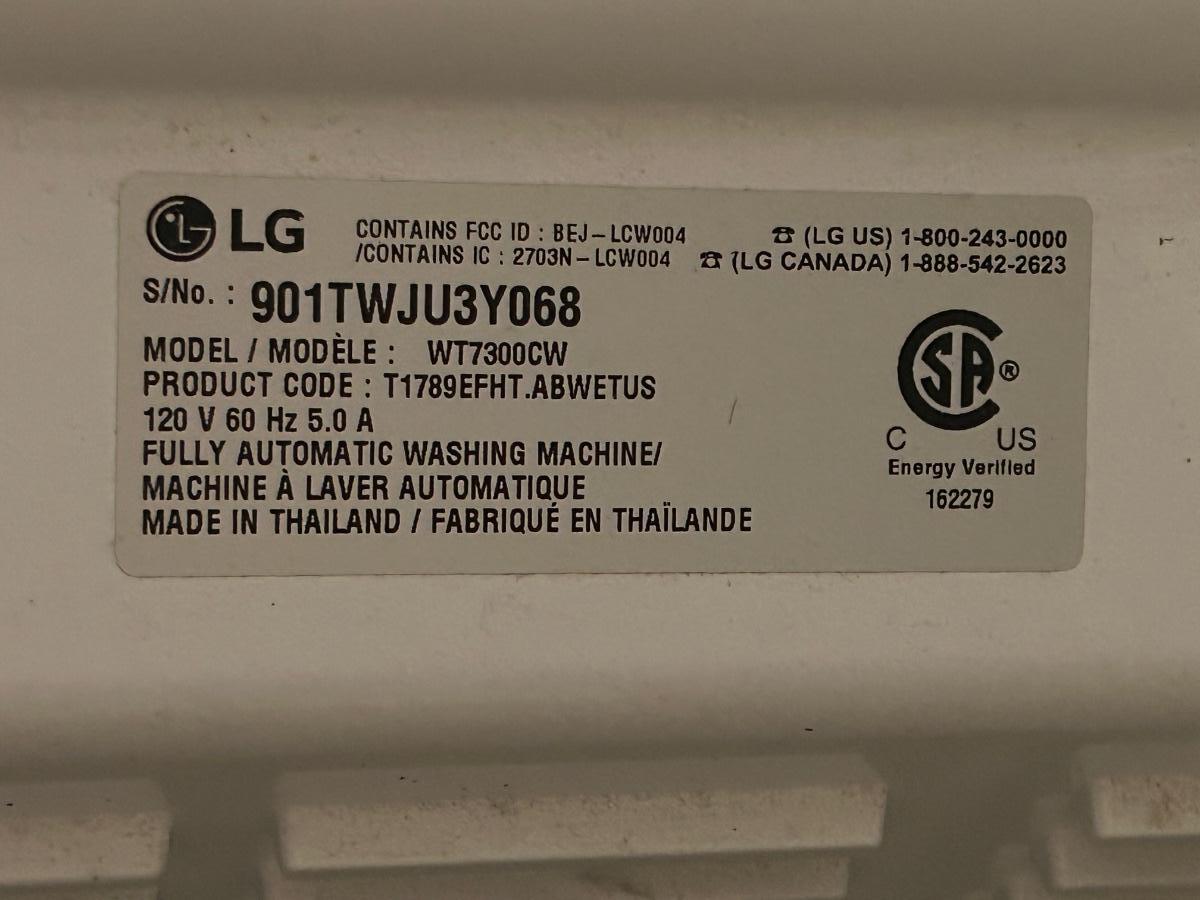 LG
CONTAINS FCC ID : BEJ-LCW004
/CONTAINS IC : 2703N-LCW004
☎ (LG US) 1-800-243-0000
☎ (LG CANADA) 1-888-542-2623
S/No. : 901TWJU3Y068
MODEL / MODÈLE : WT7300CW
PRODUCT CODE : T1789EFHT.ABWETUS
120 V 60 Hz 5.0 A
FULLY AUTOMATIC WASHING MACHINE/
MACHINE À LAVER AUTOMATIQUE
MADE IN THAILAND / FABRIQUÉ EN THAÏLANDE
CSA®
C US
Energy Verified
162279